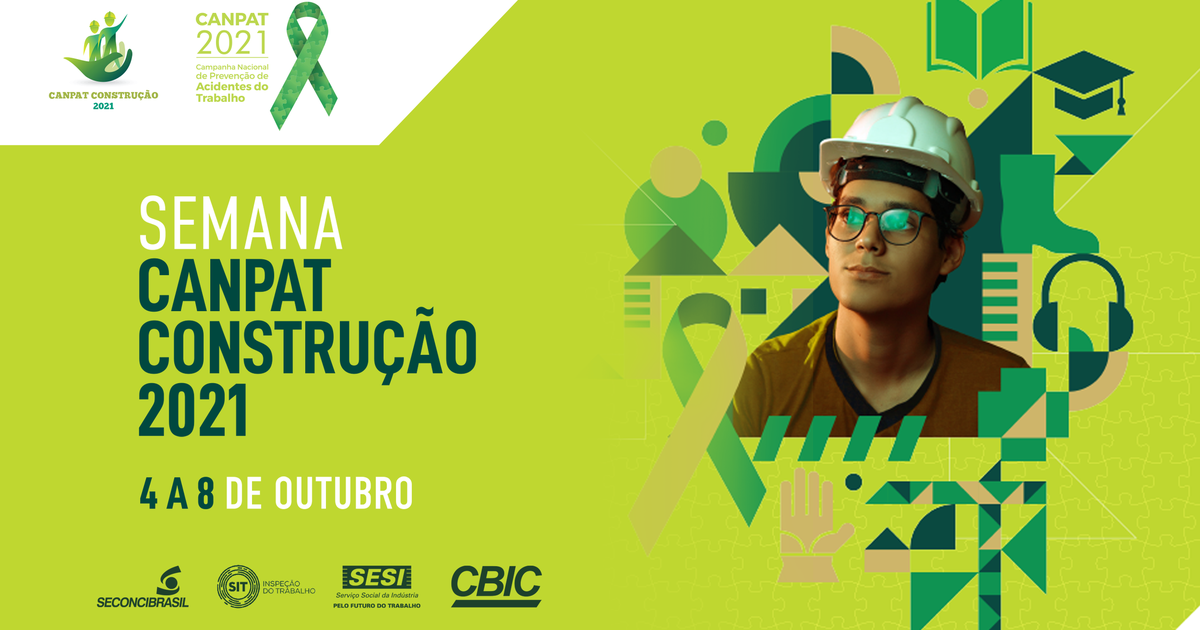 CANPAT CONSTRUÇÃO
2021
CANPAT
2021
Campanha Nacional
de Prevenção de
Acidentes do
Trabalho
SEMANA
CANPAT
CONSTRUÇÃO
2021
4 A 8 DE OUTUBRO
SECONCIBRASIL
SIT
INSPEÇÃO
DO TRABALHO
SESI
Serviço Social da Indústria
PELO FUTURO DO TRABALHO
CBIC